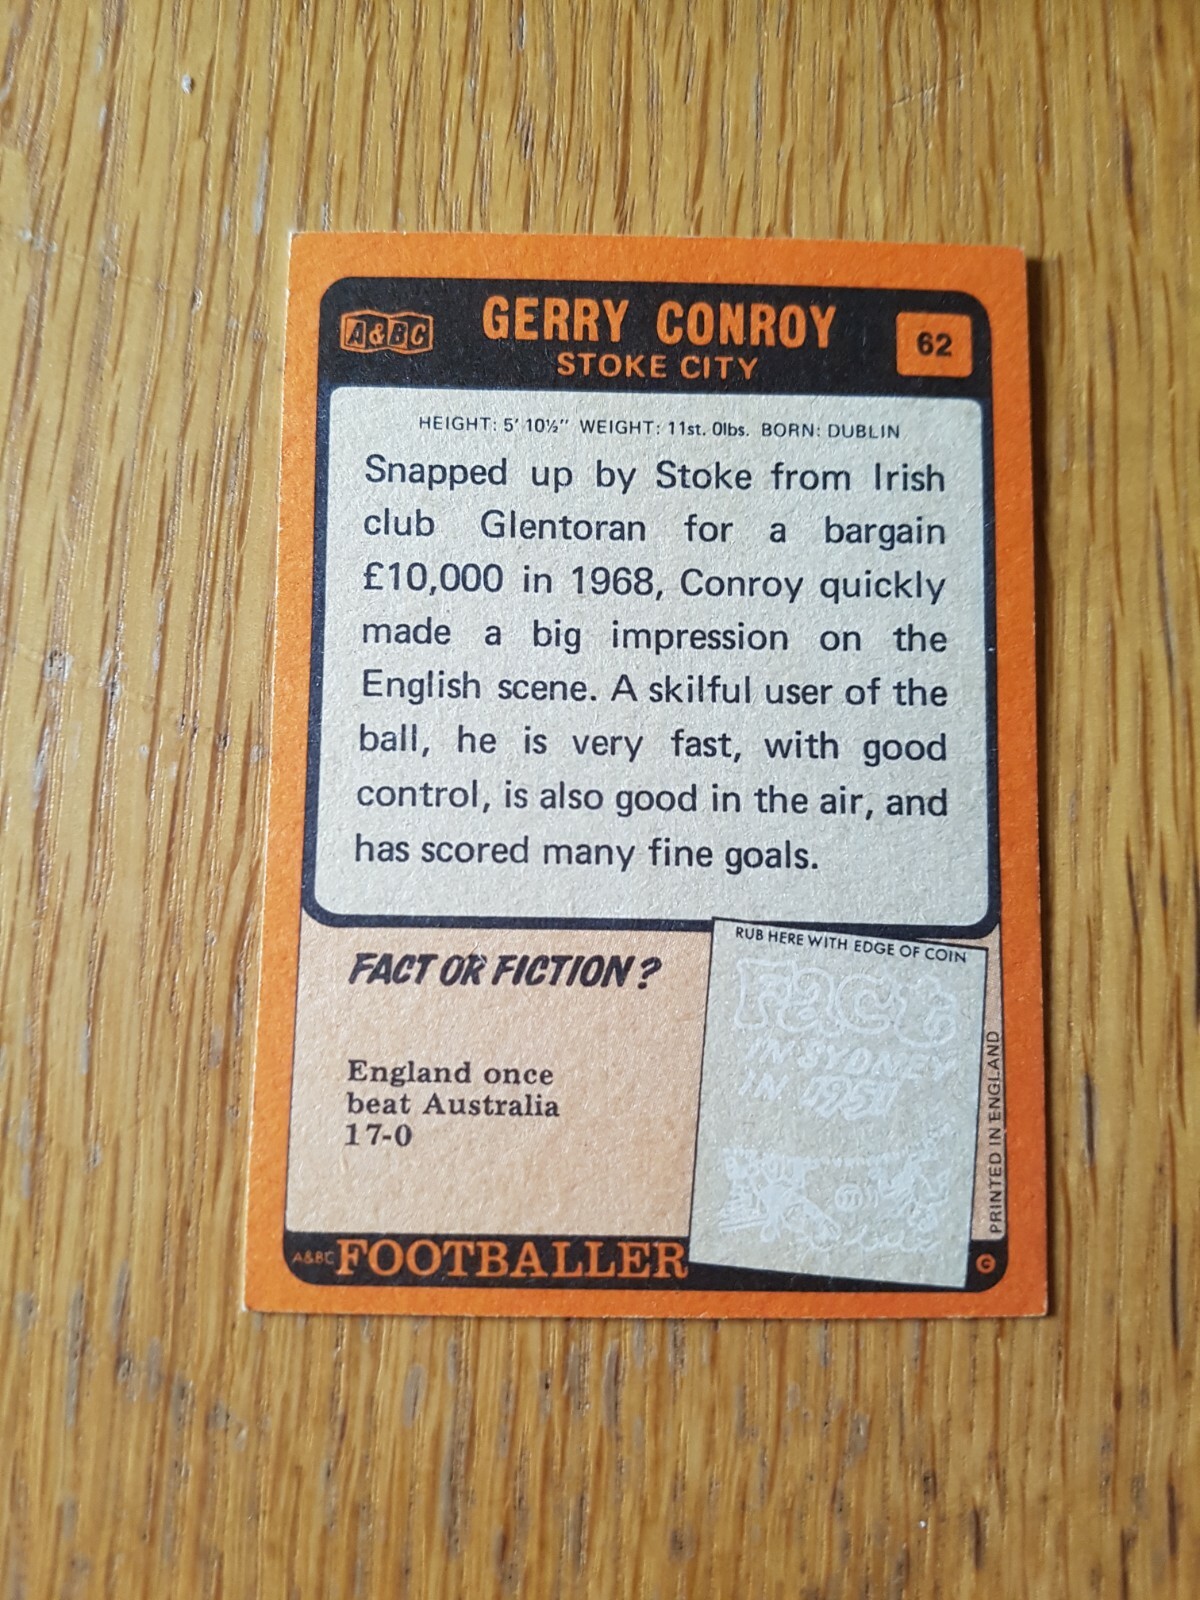 A&BC
GERRY CONROY
STOKE CITY
62
HEIGHT: 5' 10½" WEIGHT: 11st. 0lbs. BORN: DUBLIN
Snapped up by Stoke from Irish
club Glentoran for a bargain
£10,000 in 1968, Conroy quickly
made a big impression on the
English scene. A skilful user of the
ball, he is very fast, with good
control, is also good in the air, and
has scored many fine goals.
FACT OR FICTION?
England once
beat Australia
17-0
RUB HERE WITH EDGE OF COIN
Fact
IN SYDNEY
IN 1951
PRINTED IN ENGLAND
A&BC FOOTBALLER
©